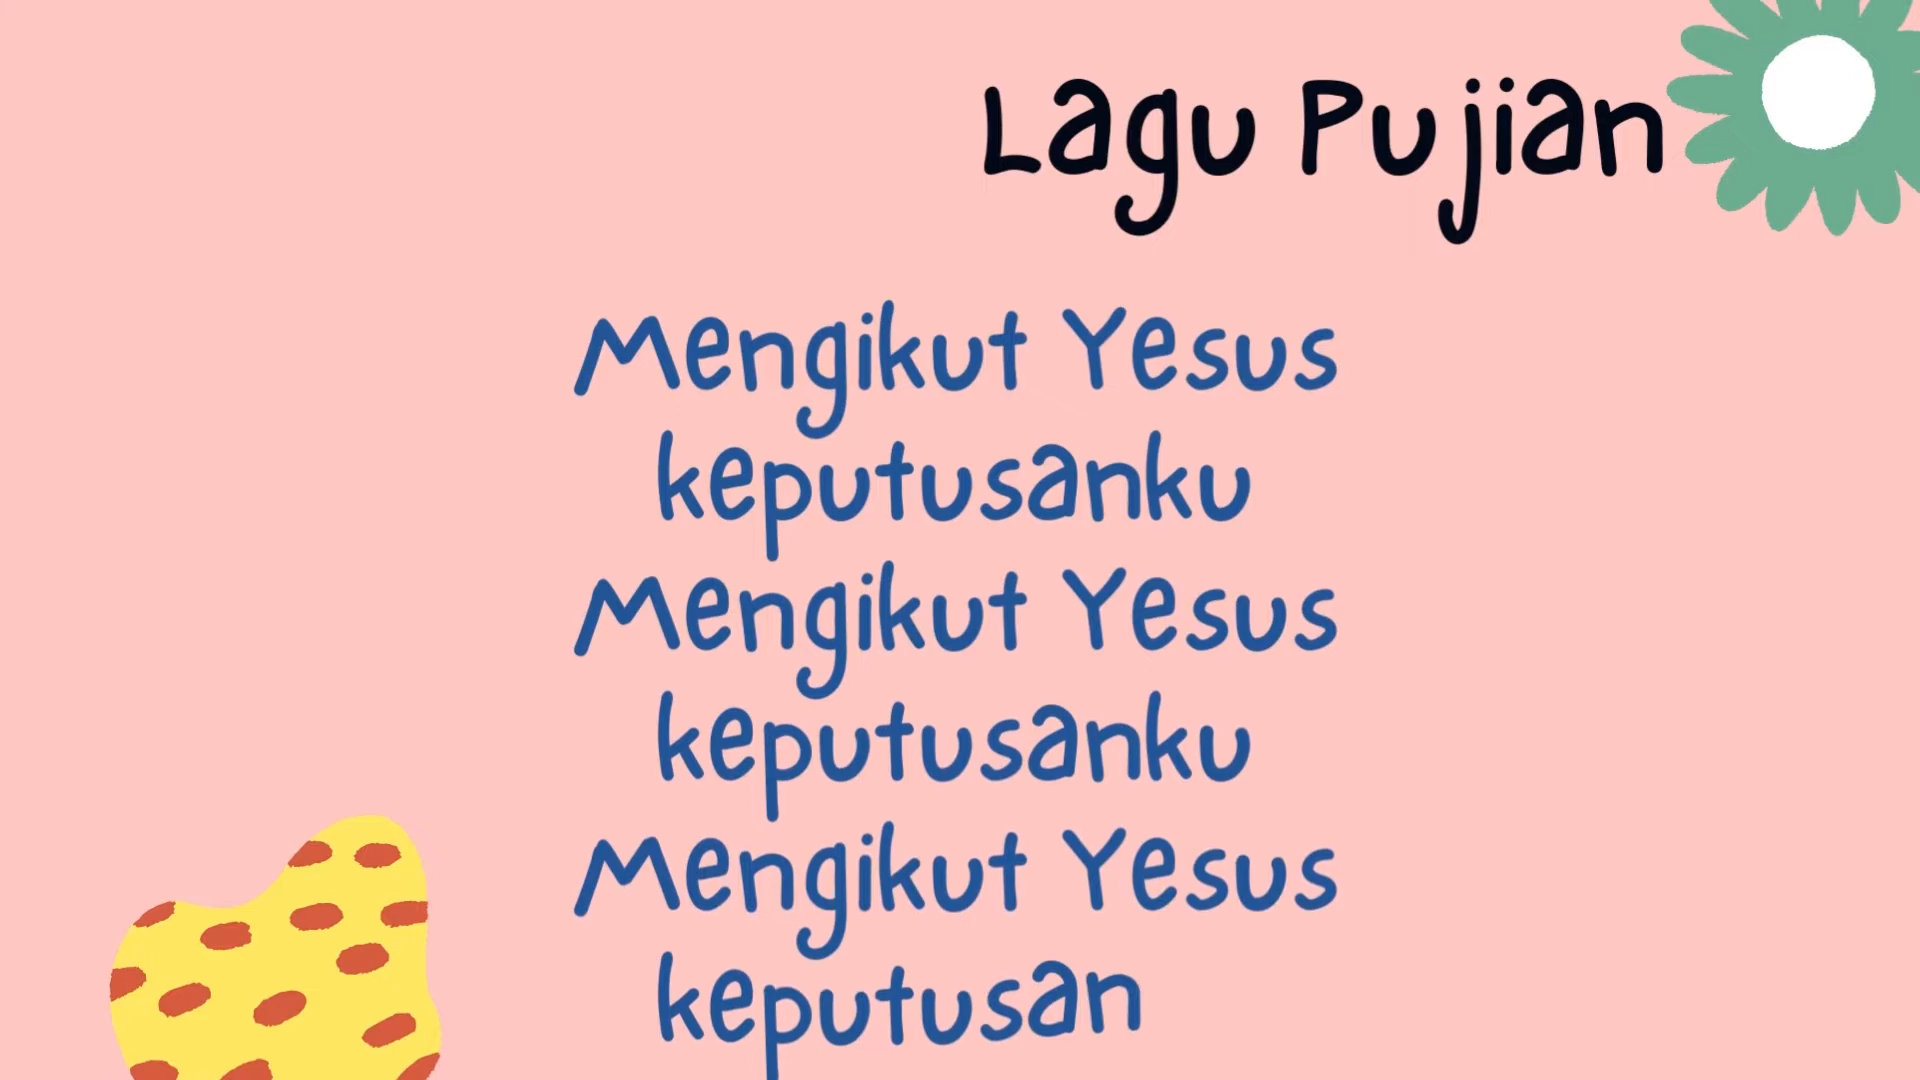 Lagu Pujian
Mengikut Yesus
keputusanku
Mengikut Yesus
keputusanku
Mengikut Yesus
keputusan